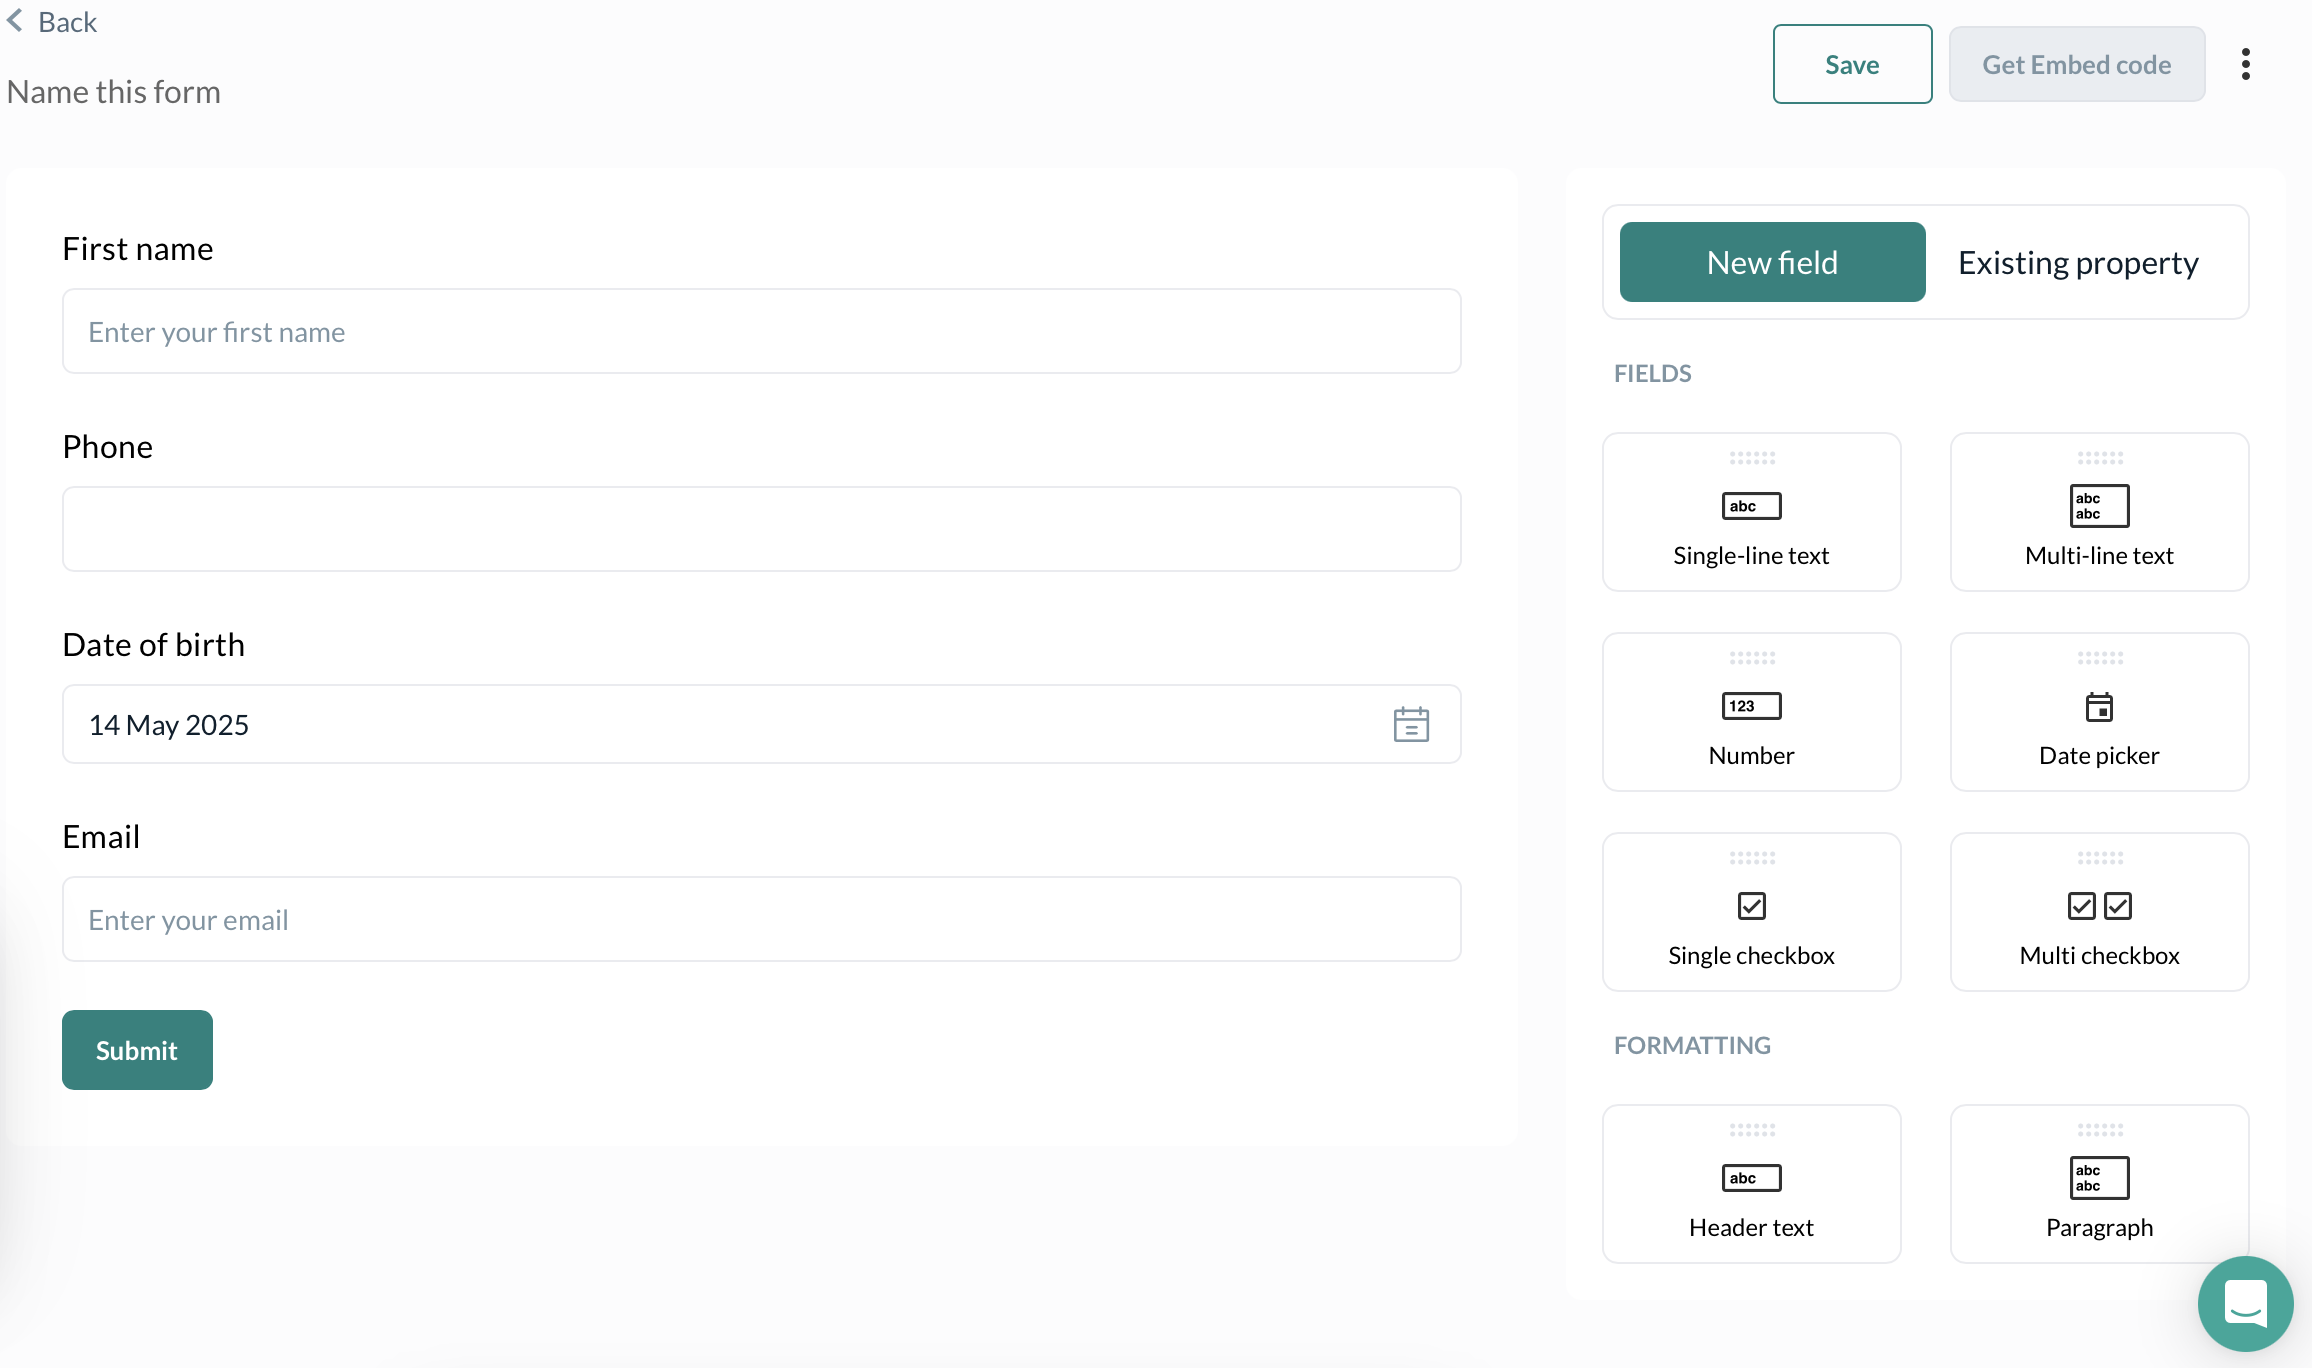 Back
Name this form
Save
Get Embed code
First name
Enter your first name
Phone
Date of birth
14 May 2025
Email
Enter your email
Submit
New field
Existing property
FIELDS
abc
Single-line text
abc
abc
Multi-line text
123
Number
Date picker
Single checkbox
Multi checkbox
FORMATTING
abc
Header text
abc
abc
Paragraph